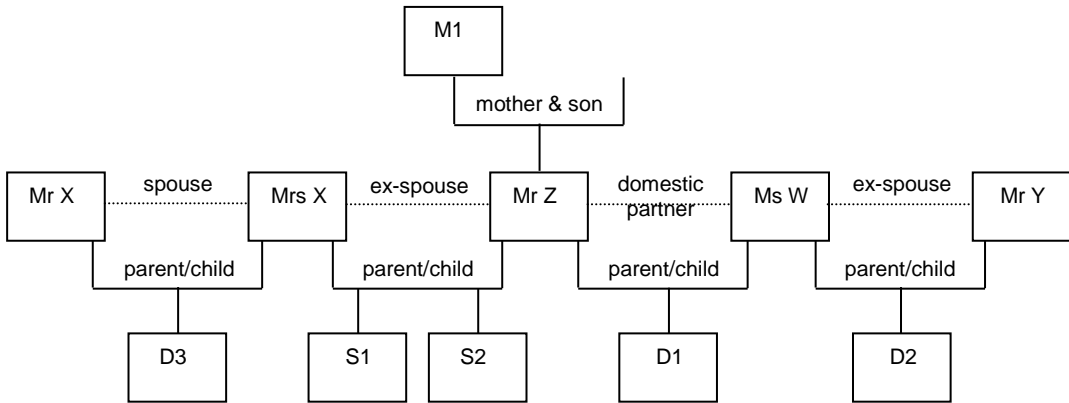 M1
mother & son
Mr X
spouse
Mrs X
ex-spouse
Mr Z
domestic
partner
Ms W
ex-spouse
Mr Y
parent/child
parent/child
parent/child
parent/child
D3
S1
S2
D1
D2